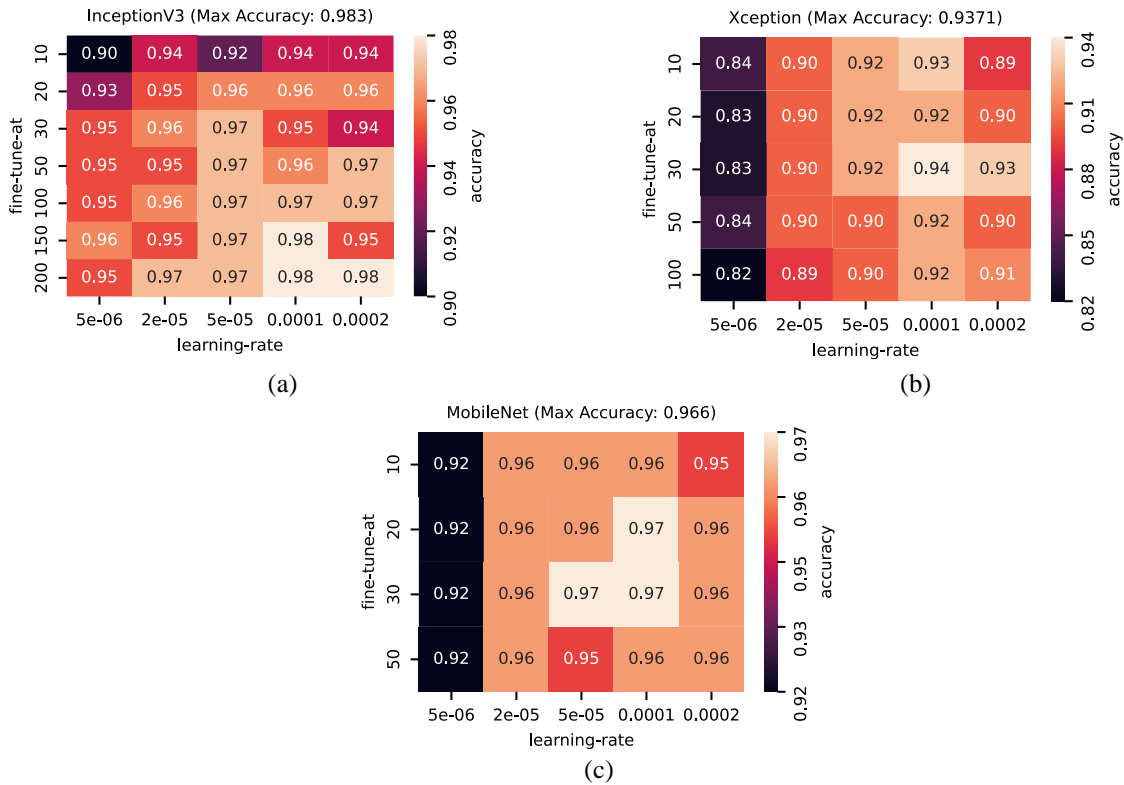 InceptionV3 (Max Accuracy: 0.983)
10 0.90 0.94 0.92 0.94 0.94
20 0.93 0.95 0.96 0.96 0.96
30 0.95 0.96 0.97 0.95 0.94
50 0.95 0.95 0.97 0.96 0.97
100 0.95 0.96 0.97 0.97 0.97
150 0.96 0.95 0.97 0.98 0.95
200 0.95 0.97 0.97 0.98 0.98
5e-06 2e-05 5e-05 0.0001 0.0002
learning-rate
fine-tune-at
0.98
0.96
0.94
0.92
0.90
accuracy
(a)
Xception (Max Accuracy: 0.9371)
10 0.84 0.90 0.92 0.93 0.89
20 0.83 0.90 0.92 0.92 0.90
30 0.83 0.90 0.92 0.94 0.93
50 0.84 0.90 0.90 0.92 0.90
100 0.82 0.89 0.90 0.92 0.91
5e-06 2e-05 5e-05 0.0001 0.0002
learning-rate
fine-tune-at
0.94
0.91
0.88
0.85
0.82
accuracy
(b)
MobileNet (Max Accuracy: 0.966)
10 0.92 0.96 0.96 0.96 0.95
20 0.92 0.96 0.96 0.97 0.96
30 0.92 0.96 0.97 0.97 0.96
50 0.92 0.96 0.95 0.96 0.96
5e-06 2e-05 5e-05 0.0001 0.0002
learning-rate
fine-tune-at
0.97
0.96
0.95
0.93
0.92
accuracy
(c)